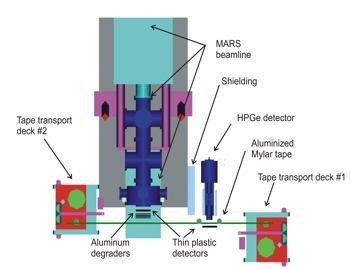 MARS
beamline
Shielding
HPGe detector
Tape transport
deck #2
Aluminized
Mylar tape
Tape transport deck #1
Aluminum
degraders
Thin plastic
detectors